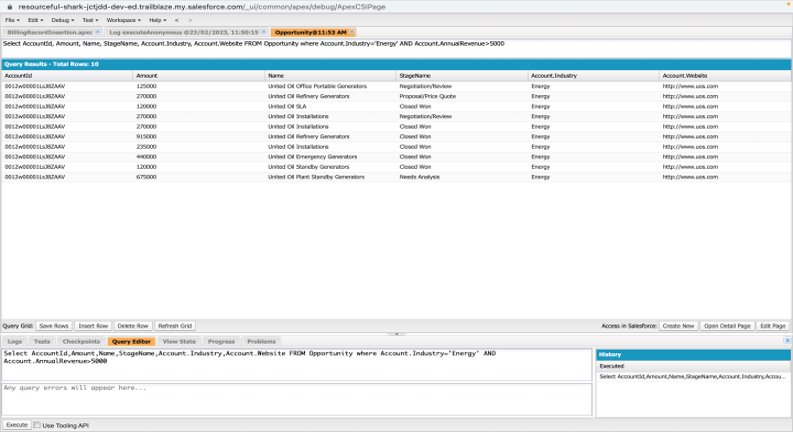 resourceful-shark-jctjdd-dev-ed.trailblaze.my.salesforce.com/_ui/common/apex/debug/ApexCSIPage
File Edit Debug Test Workspace Help < >
BillingRecordInsertion.apxc Log executeAnonymous @23/02/2023, 11:50:15 Opportunity@11:53 AM
Select AccountId, Amount, Name, StageName, Account.Industry, Account.Website FROM Opportunity where Account.Industry='Energy' AND Account.AnnualRevenue>5000
Query Results - Total Rows: 10
AccountId Amount Name StageName Account.Industry Account.Website
0012w00001LsJ8ZAAV 125000 United Oil Office Portable Generators Negotiation/Review Energy http://www.uos.com
0012w00001LsJ8ZAAV 270000 United Oil Refinery Generators Proposal/Price Quote Energy http://www.uos.com
0012w00001LsJ8ZAAV 120000 United Oil SLA Closed Won Energy http://www.uos.com
0012w00001LsJ8ZAAV 270000 United Oil Installations Negotiation/Review Energy http://www.uos.com
0012w00001LsJ8ZAAV 270000 United Oil Installations Closed Won Energy http://www.uos.com
0012w00001LsJ8ZAAV 915000 United Oil Refinery Generators Closed Won Energy http://www.uos.com
0012w00001LsJ8ZAAV 235000 United Oil Installations Closed Won Energy http://www.uos.com
0012w00001LsJ8ZAAV 440000 United Oil Emergency Generators Closed Won Energy http://www.uos.com
0012w00001LsJ8ZAAV 120000 United Oil Standby Generators Closed Won Energy http://www.uos.com
0012w00001LsJ8ZAAV 675000 United Oil Plant Standby Generators Needs Analysis Energy http://www.uos.com
Query Grid: Save Rows Insert Row Delete Row Refresh Grid Access in Salesforce: Create New Open Detail Page Edit Page
Logs Tests Checkpoints Query Editor View State Progress Problems
Select AccountId,Amount,Name,StageName,Account.Industry,Account.Website FROM Opportunity where Account.Industry='Energy' AND
Account.AnnualRevenue>5000
Any query errors will appear here...
History
Executed
Select AccountId,Amount,Name,StageName,Account.Industry,Accou...
Execute Use Tooling API